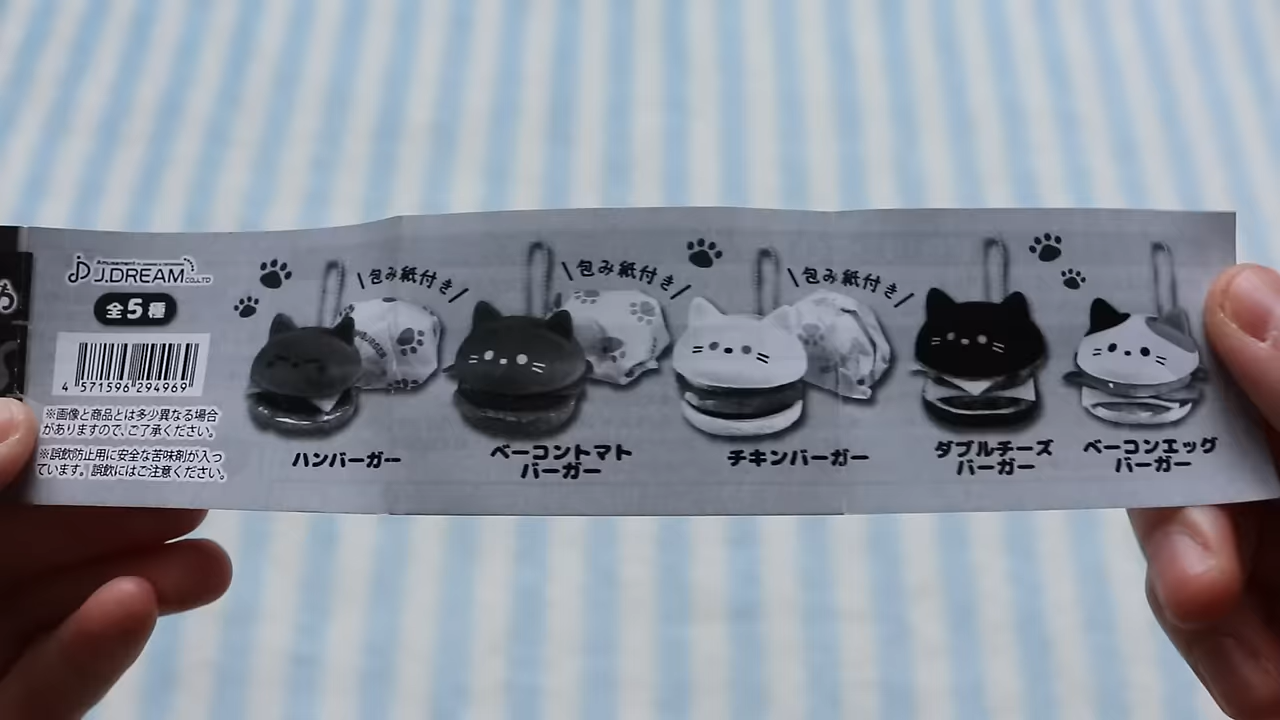 J.DREAM CO.,LTD
全5種
4 571596 294969
※画像と商品とは多少異なる場合
がありますので、ご了承ください。
※誤飲防止用に安全な苦味剤が入っ
ています。誤飲にはご注意ください。
\包み紙付き/
ハンバーガー
\包み紙付き/
ベーコントマト
バーガー
\包み紙付き/
チキンバーガー
ダブルチーズ
バーガー
ベーコンエッグ
バーガー